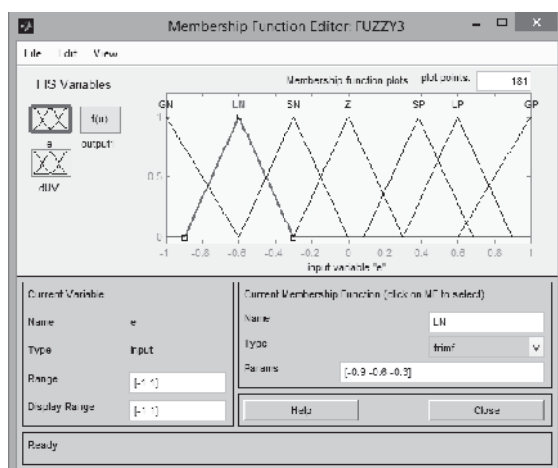 Membership Function Editor: FUZZY3
File Edit View
FIS Variables
Membership function plots plot points: 181
GN LN SN Z SP LP GP
f(u)
e output1
dUV
1
0.5
0
-1 -0.8 -0.6 -0.4 -0.2 0 0.2 0.4 0.6 0.8 1
input variable "e"
Current Variable
Name e
Type input
Range [-1 1]
Display Range [-1 1]
Current Membership Function (click on MF to select)
Name LN
Type trimf
Params [-0.9 -0.6 -0.3]
Help Close
Ready